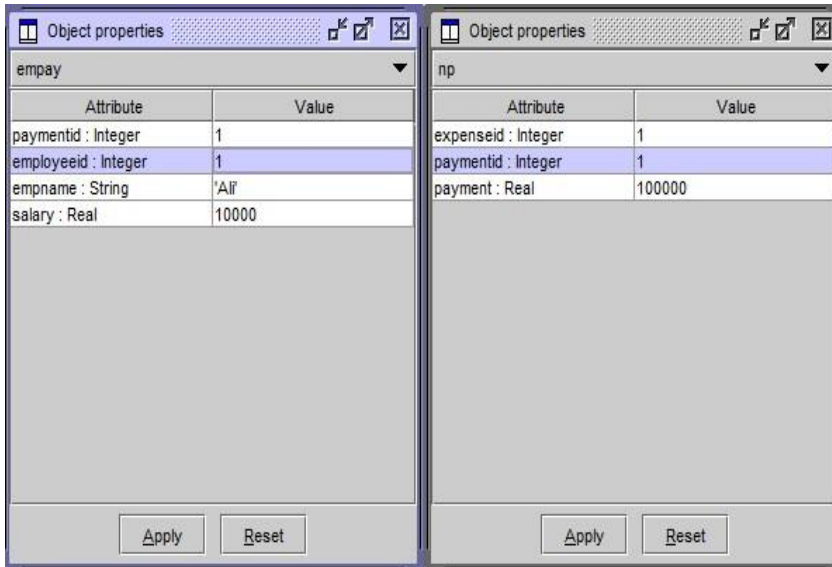 Object properties
empay
Attribute Value
paymentid : Integer 1
employeeid : Integer 1
empname : String 'Ali'
salary : Real 10000
Apply Reset
Object properties
np
Attribute Value
expenseid : Integer 1
paymentid : Integer 1
payment : Real 100000
Apply Reset